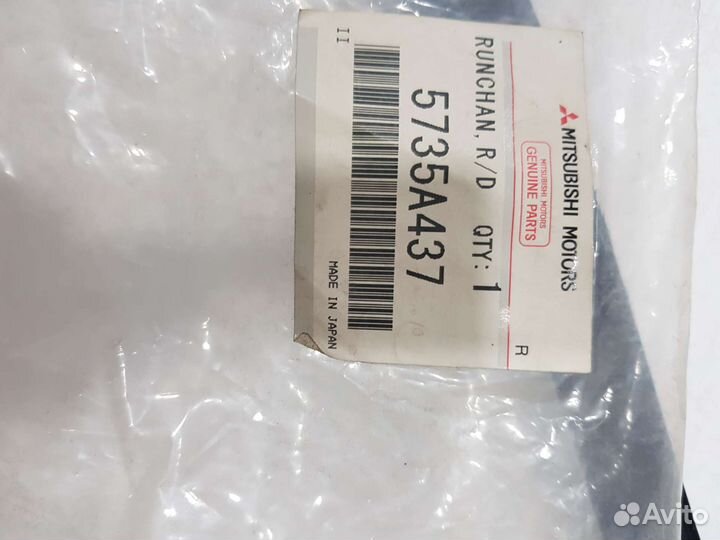 MITSUBISHI MOTORS
MITSUBISHI MOTORS
GENUINE PARTS
R
RUNCHAN, R/D QTY: 1
5735A437
II
MADE IN JAPAN
Avito